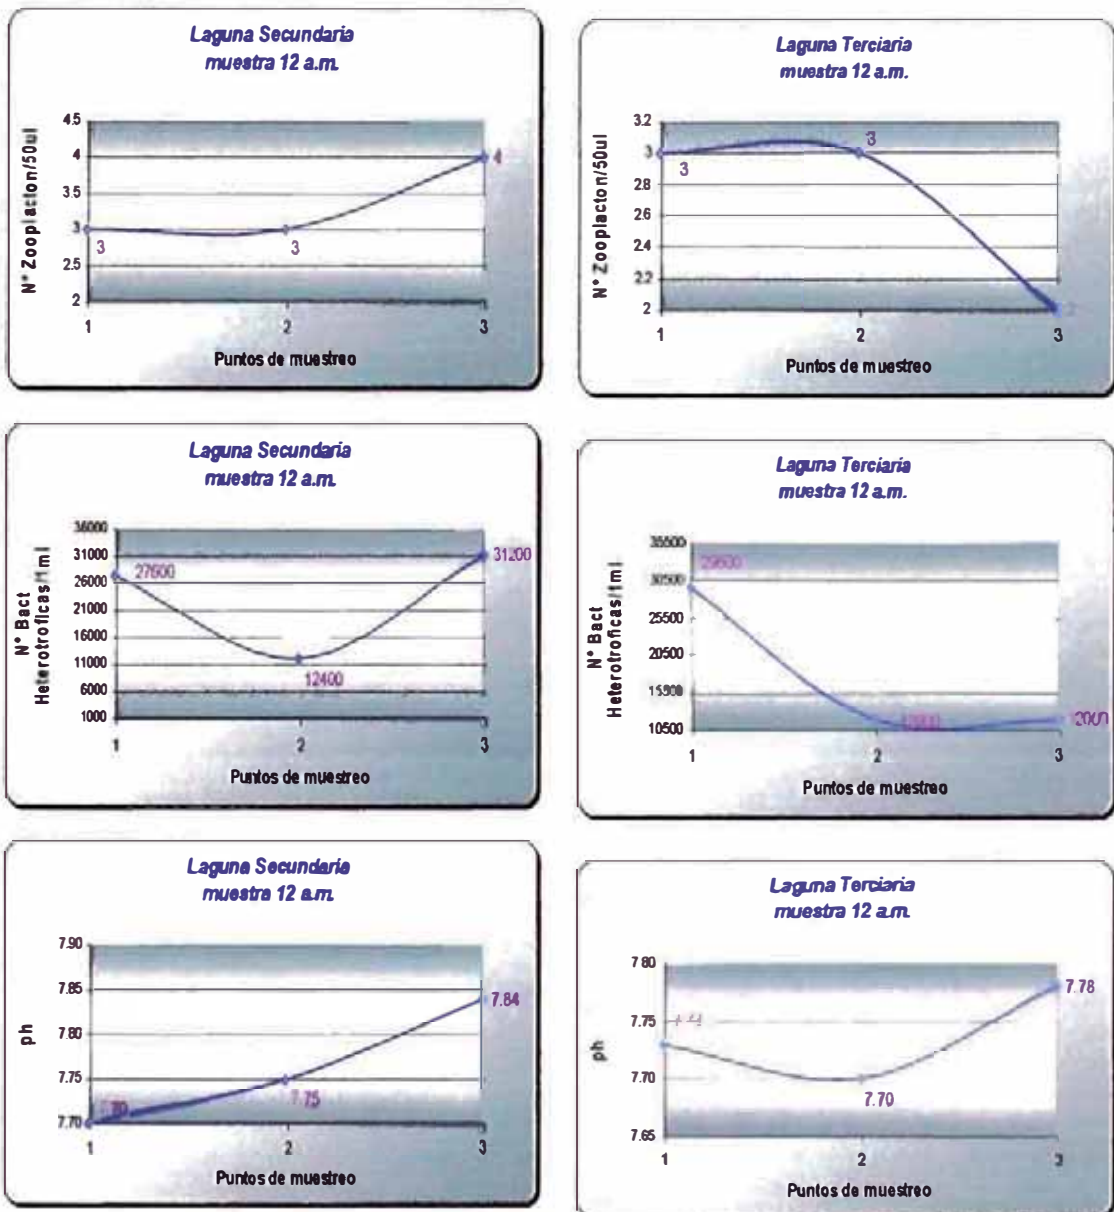 Laguna Secundaria
muestra 12 a.m.
N° Zooplacton/50ul
4.5
4
3.5
3
2.5
2
3
3
4
1 2 3
Puntos de muestreo
Laguna Terciaria
muestra 12 a.m.
N° Zooplacton/50ul
3.2
3
2.8
2.6
2.4
2.2
2
3
3
1 2 3
Puntos de muestreo
Laguna Secundaria
muestra 12 a.m.
N° Bact
Heterotroficas/1ml
36000
31000
26000
21000
16000
11000
6000
1000
27600
12400
31200
1 2 3
Puntos de muestreo
Laguna Terciaria
muestra 12 a.m.
N° Bact
Heterotroficas/1ml
35500
30500
25500
20500
15500
10500
29600
1 2 3
Puntos de muestreo
Laguna Secundaria
muestra 12 a.m.
ph
7.90
7.85
7.80
7.75
7.70
7.75
7.84
1 2 3
Puntos de muestreo
Laguna Terciaria
muestra 12 a.m.
ph
7.80
7.75
7.70
7.65
7.70
7.78
1 2 3
Puntos de muestreo